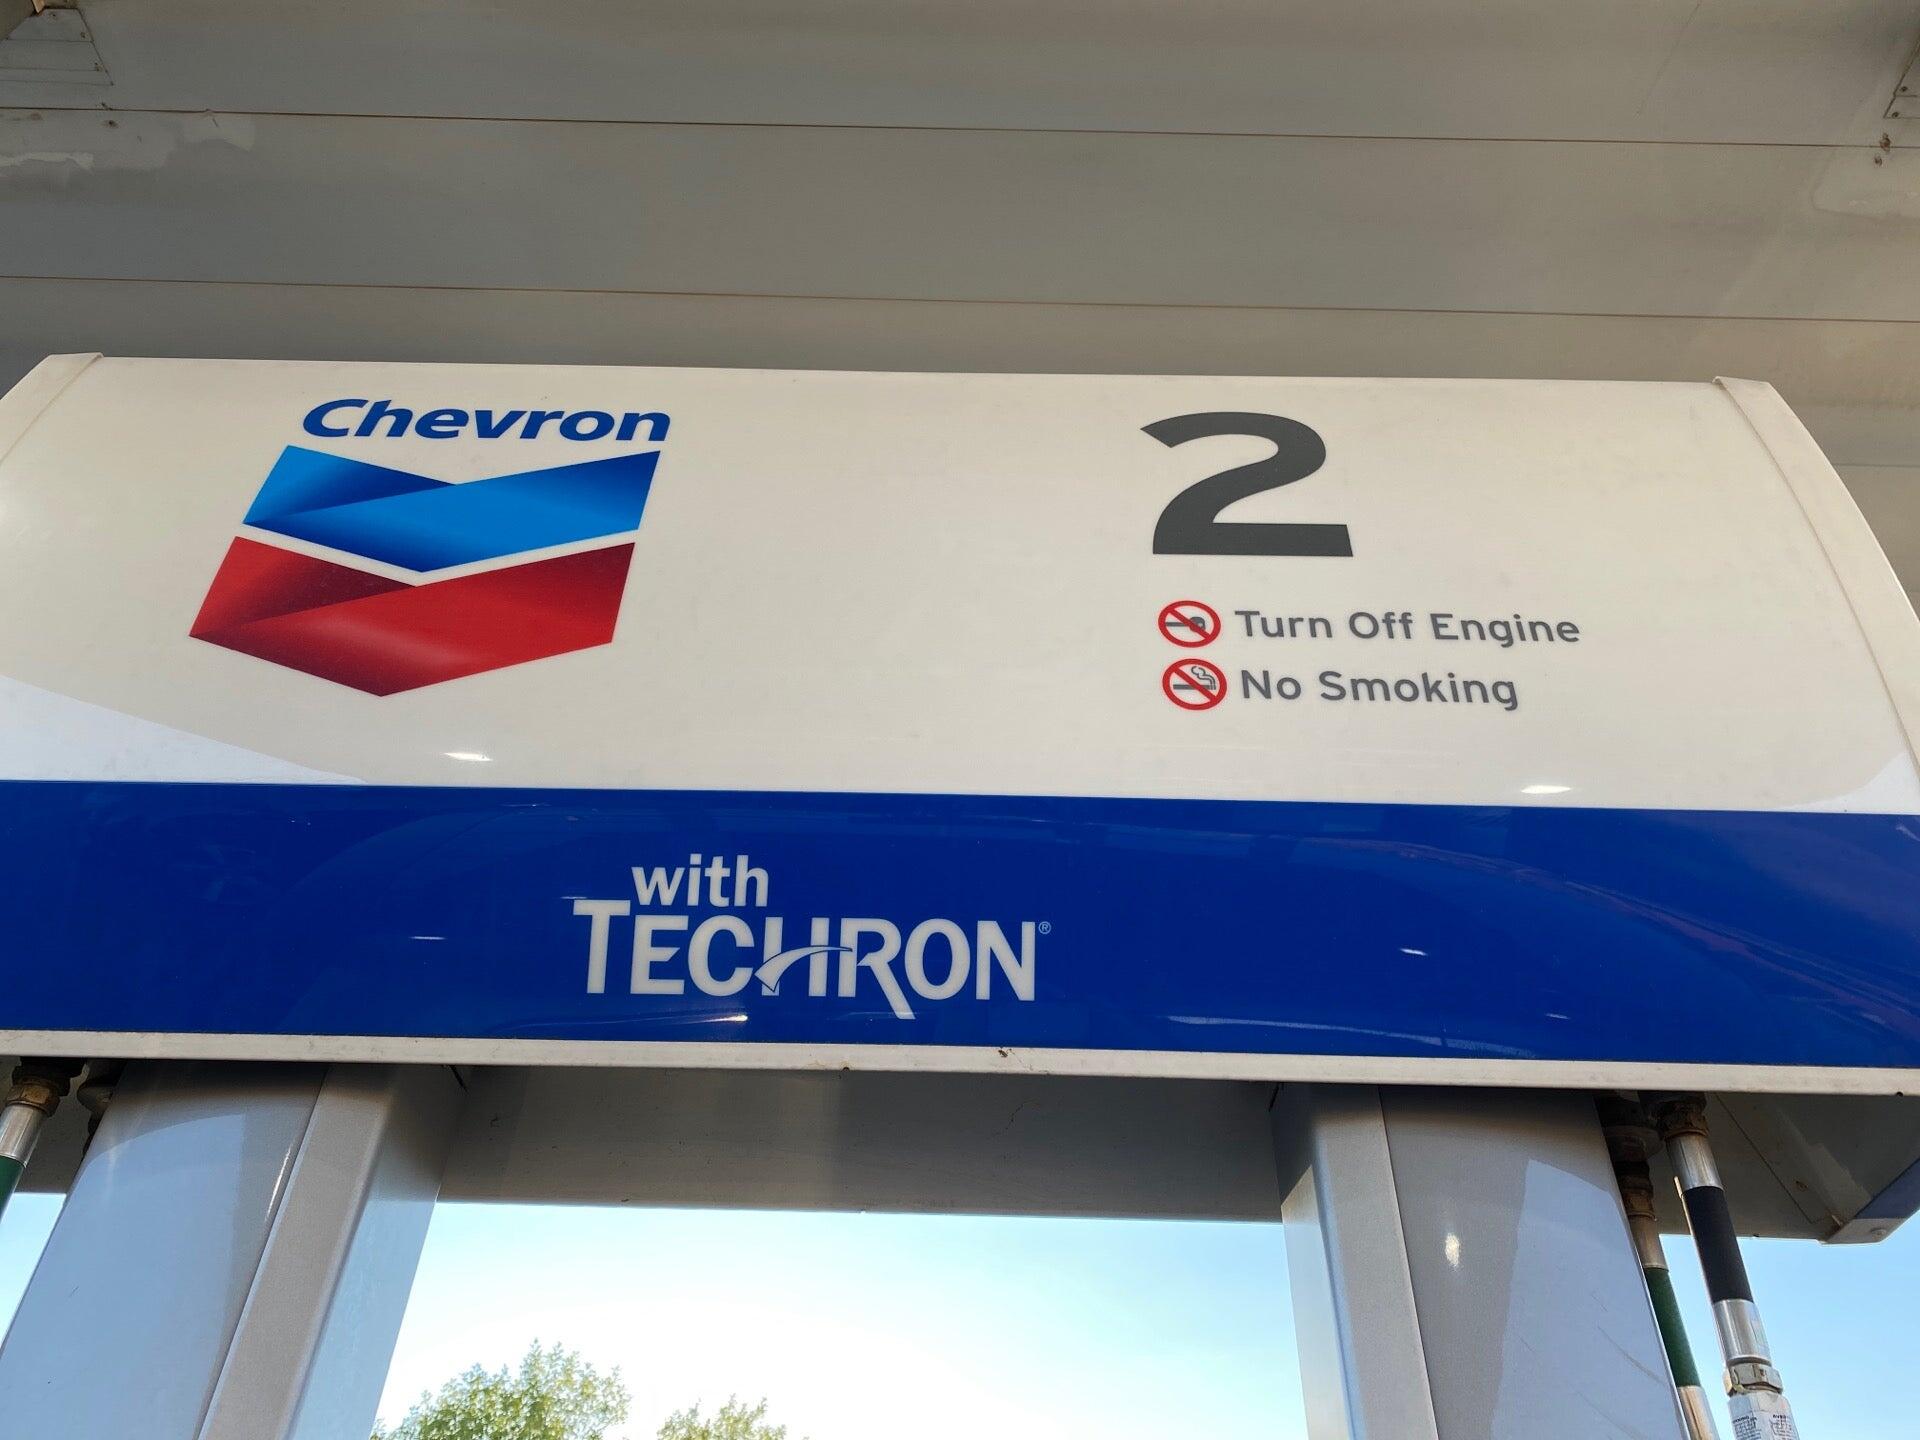 Chevron
2
Turn Off Engine
No Smoking
with
TECHRON®